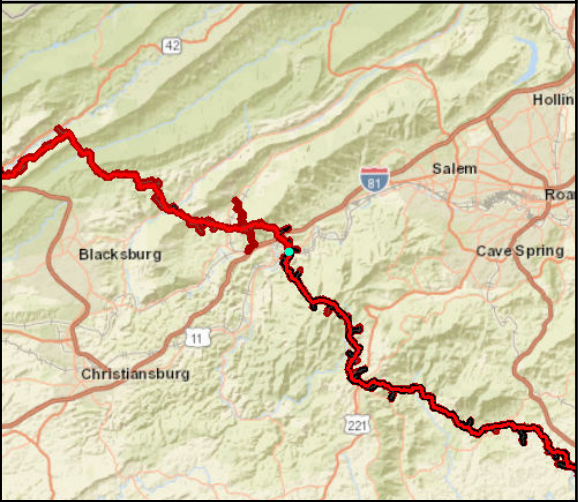 42
Hollin
Salem
81
Roa
Blacksburg
Cave Spring
11
Christiansburg
221